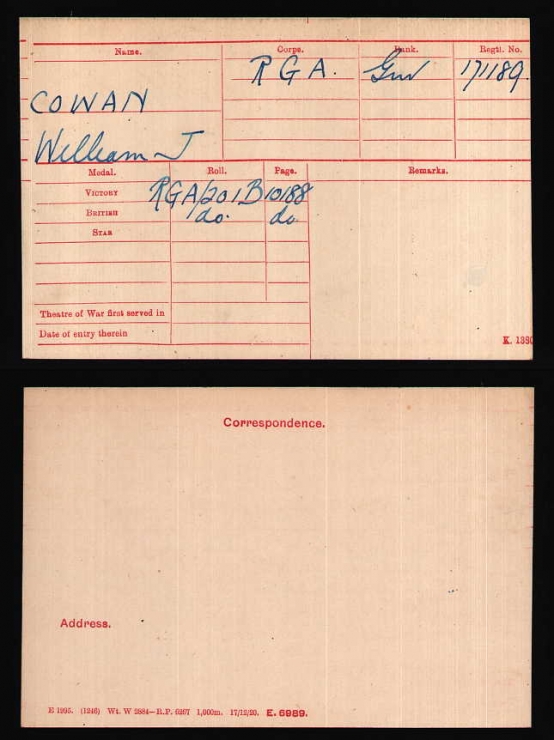 Name. Corps. Rank. Regtl. No.
R G A. Gnr 171189.
COWAN
William J
Medal. Roll. Page. Remarks.
VICTORY RGA/201B 10188
BRITISH do. do
STAR
Theatre of War first served in
Date of entry therein
K. 1380
Correspondence.
Address.
E 1995. (1246) Wt. W 5884—R.P. 6367 1,000m. 17/12/20. E. 6989.